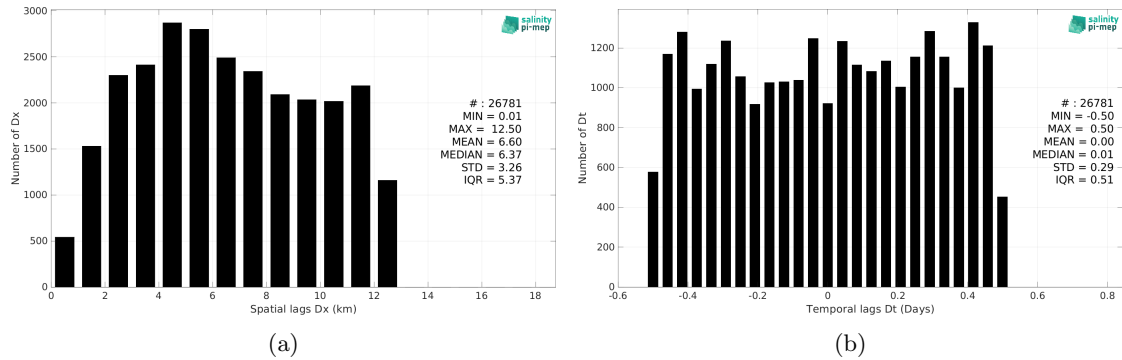 3000
2500
2000
1500
1000
500
0
Number of Dx
0 2 4 6 8 10 12 14 16 18
Spatial lags Dx (km)
salinity
pi-mep
# : 26781
MIN = 0.01
MAX = 12.50
MEAN = 6.60
MEDIAN = 6.37
STD = 3.26
IQR = 5.37
(a)
1200
1000
800
600
400
200
0
Number of Dt
-0.6 -0.4 -0.2 0 0.2 0.4 0.6 0.8
Temporal lags Dt (Days)
salinity
pi-mep
# : 26781
MIN = -0.50
MAX = 0.50
MEAN = 0.00
MEDIAN = 0.01
STD = 0.29
IQR = 0.51
(b)